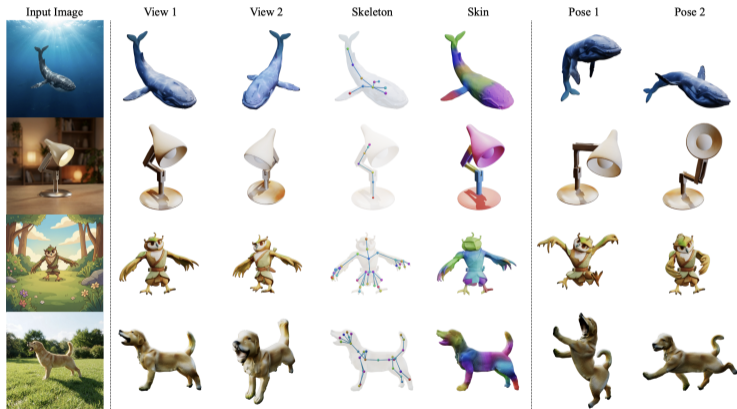 Input Image
View 1
View 2
Skeleton
Skin
Pose 1
Pose 2